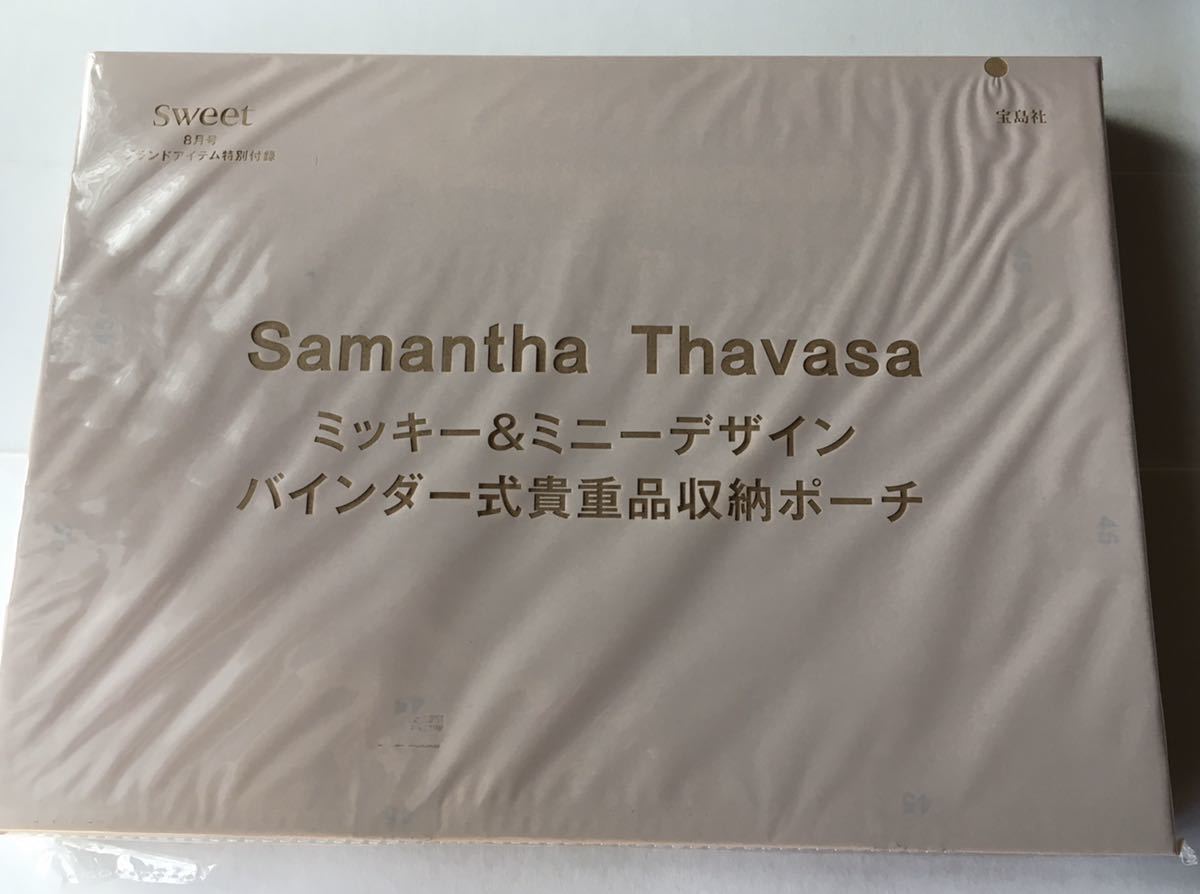 sweet
8月号
ブランドアイテム特別付録
宝島社
Samantha Thavasa
ミッキー&ミニーデザイン
バインダー式貴重品収納ポーチ
45